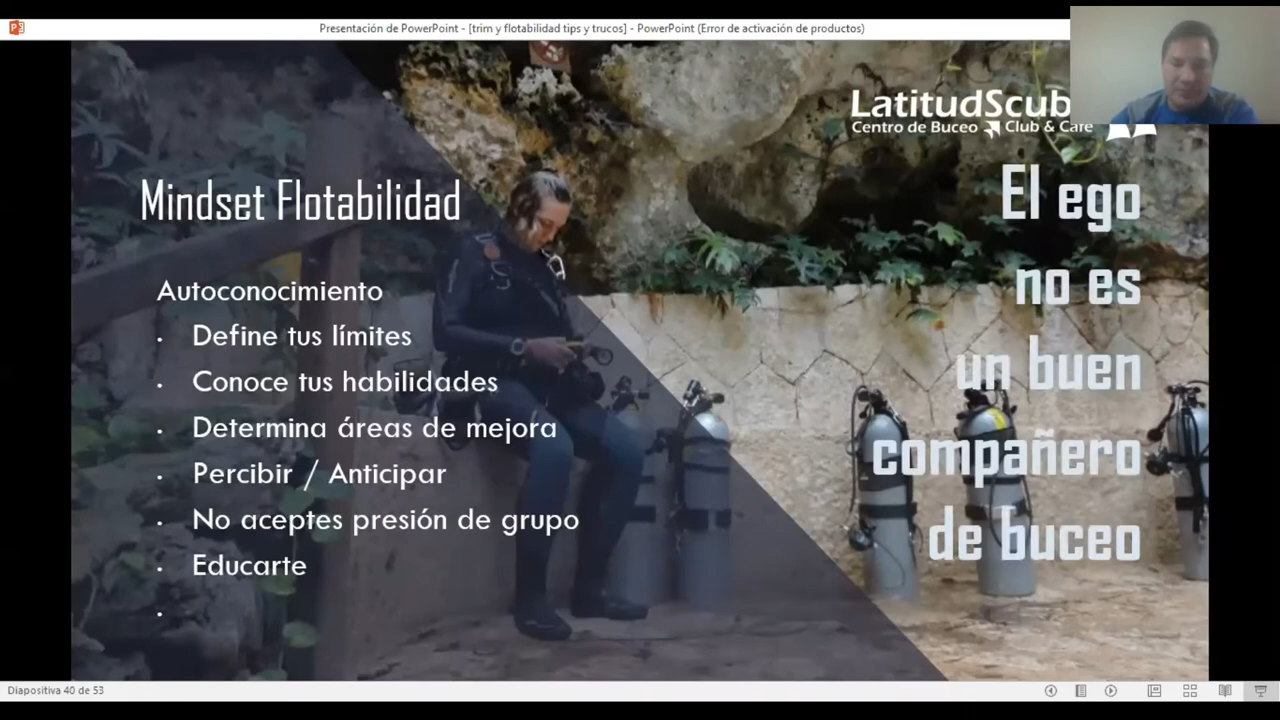 Presentación de PowerPoint - [trim y flotabilidad tips y trucos] - PowerPoint (Error de activación de productos)
LatitudScub
Centro de Buceo Club & Care
Mindset Flotabilidad
Autoconocimiento
• Define tus límites
• Conoce tus habilidades
• Determina áreas de mejora
• Percibir / Anticipar
• No aceptes presión de grupo
• Educarte
•
El ego
no es
un buen
compañero
de buceo
Diapositiva 40 de 53